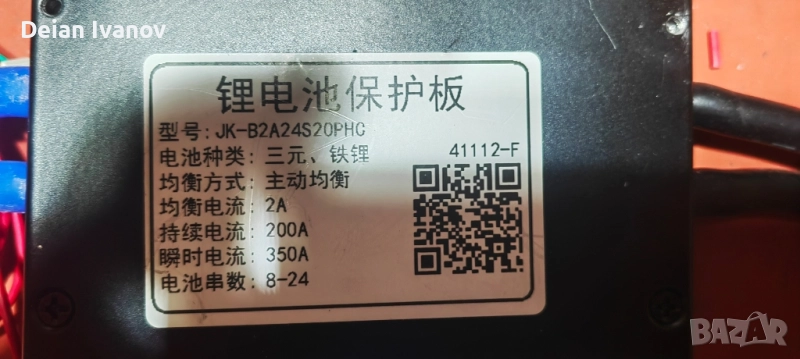 Deian Ivanov
锂电池保护板
型号: JK-B2A24S20PHC
电池种类: 三元、铁锂 41112-F
均衡方式: 主动均衡
均衡电流: 2A
持续电流: 200A
瞬时电流: 350A
电池串数: 8-24
BAZAR